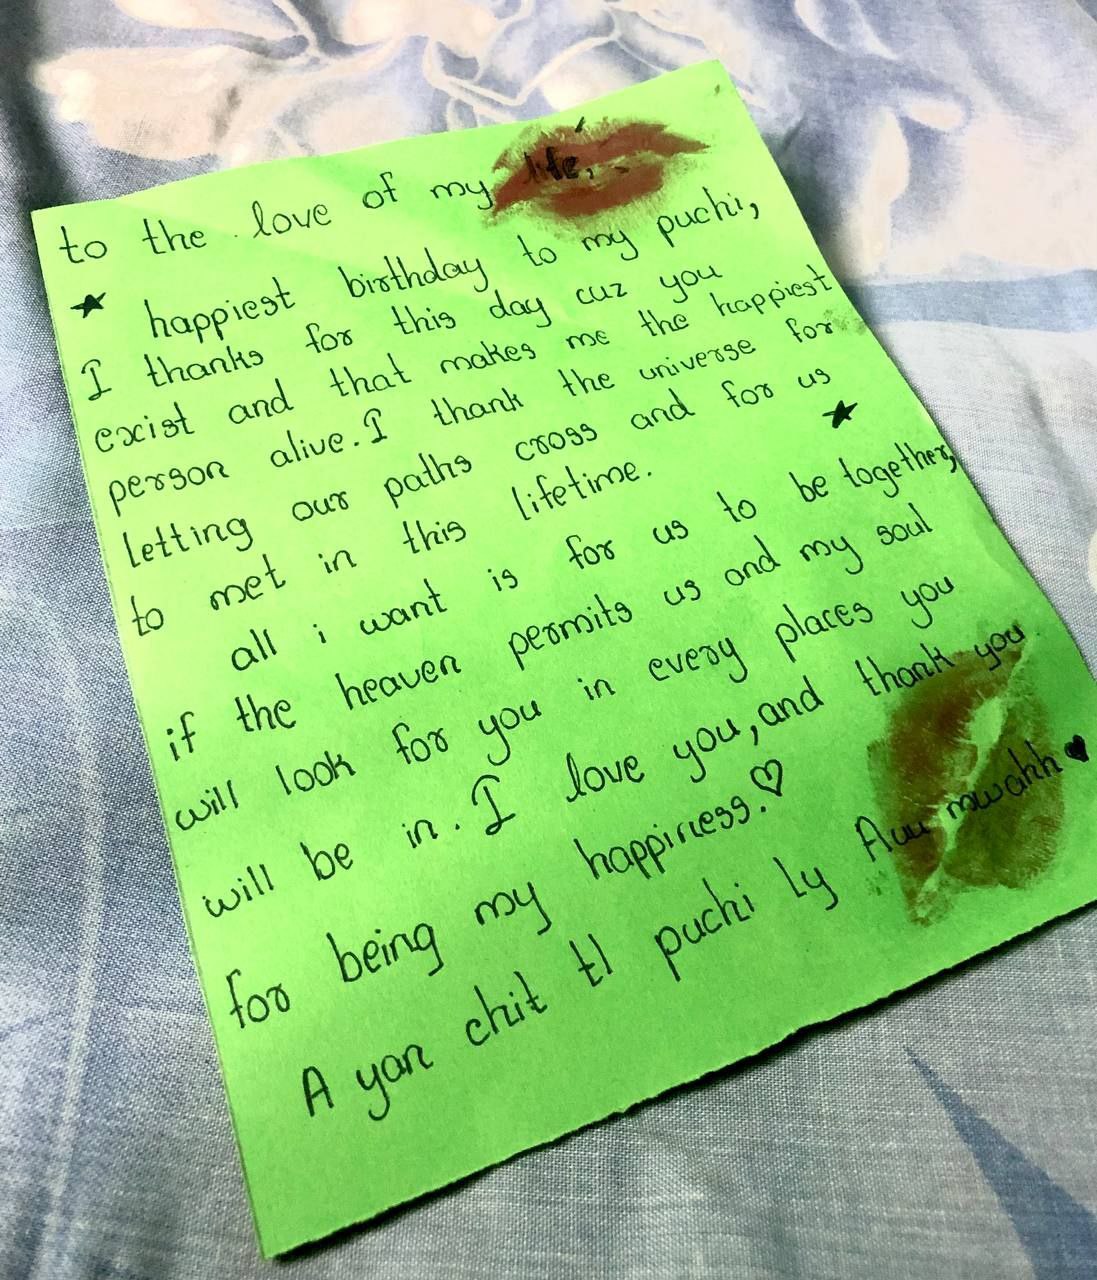 to the love of my life,
★ happiest birthday to my puchi,
I thanks for this day cuz you
exist and that makes me the happiest
person alive. I thank the universe for
letting our paths cross and for us
to met in this lifetime. ★
all i want is for us to be together,
if the heaven permits us and my soul
will look for you in every places you
will be in. I love you, and thank you
for being my happiness. ♡
A yan chit tl puchi ly Auu mwahh ♥